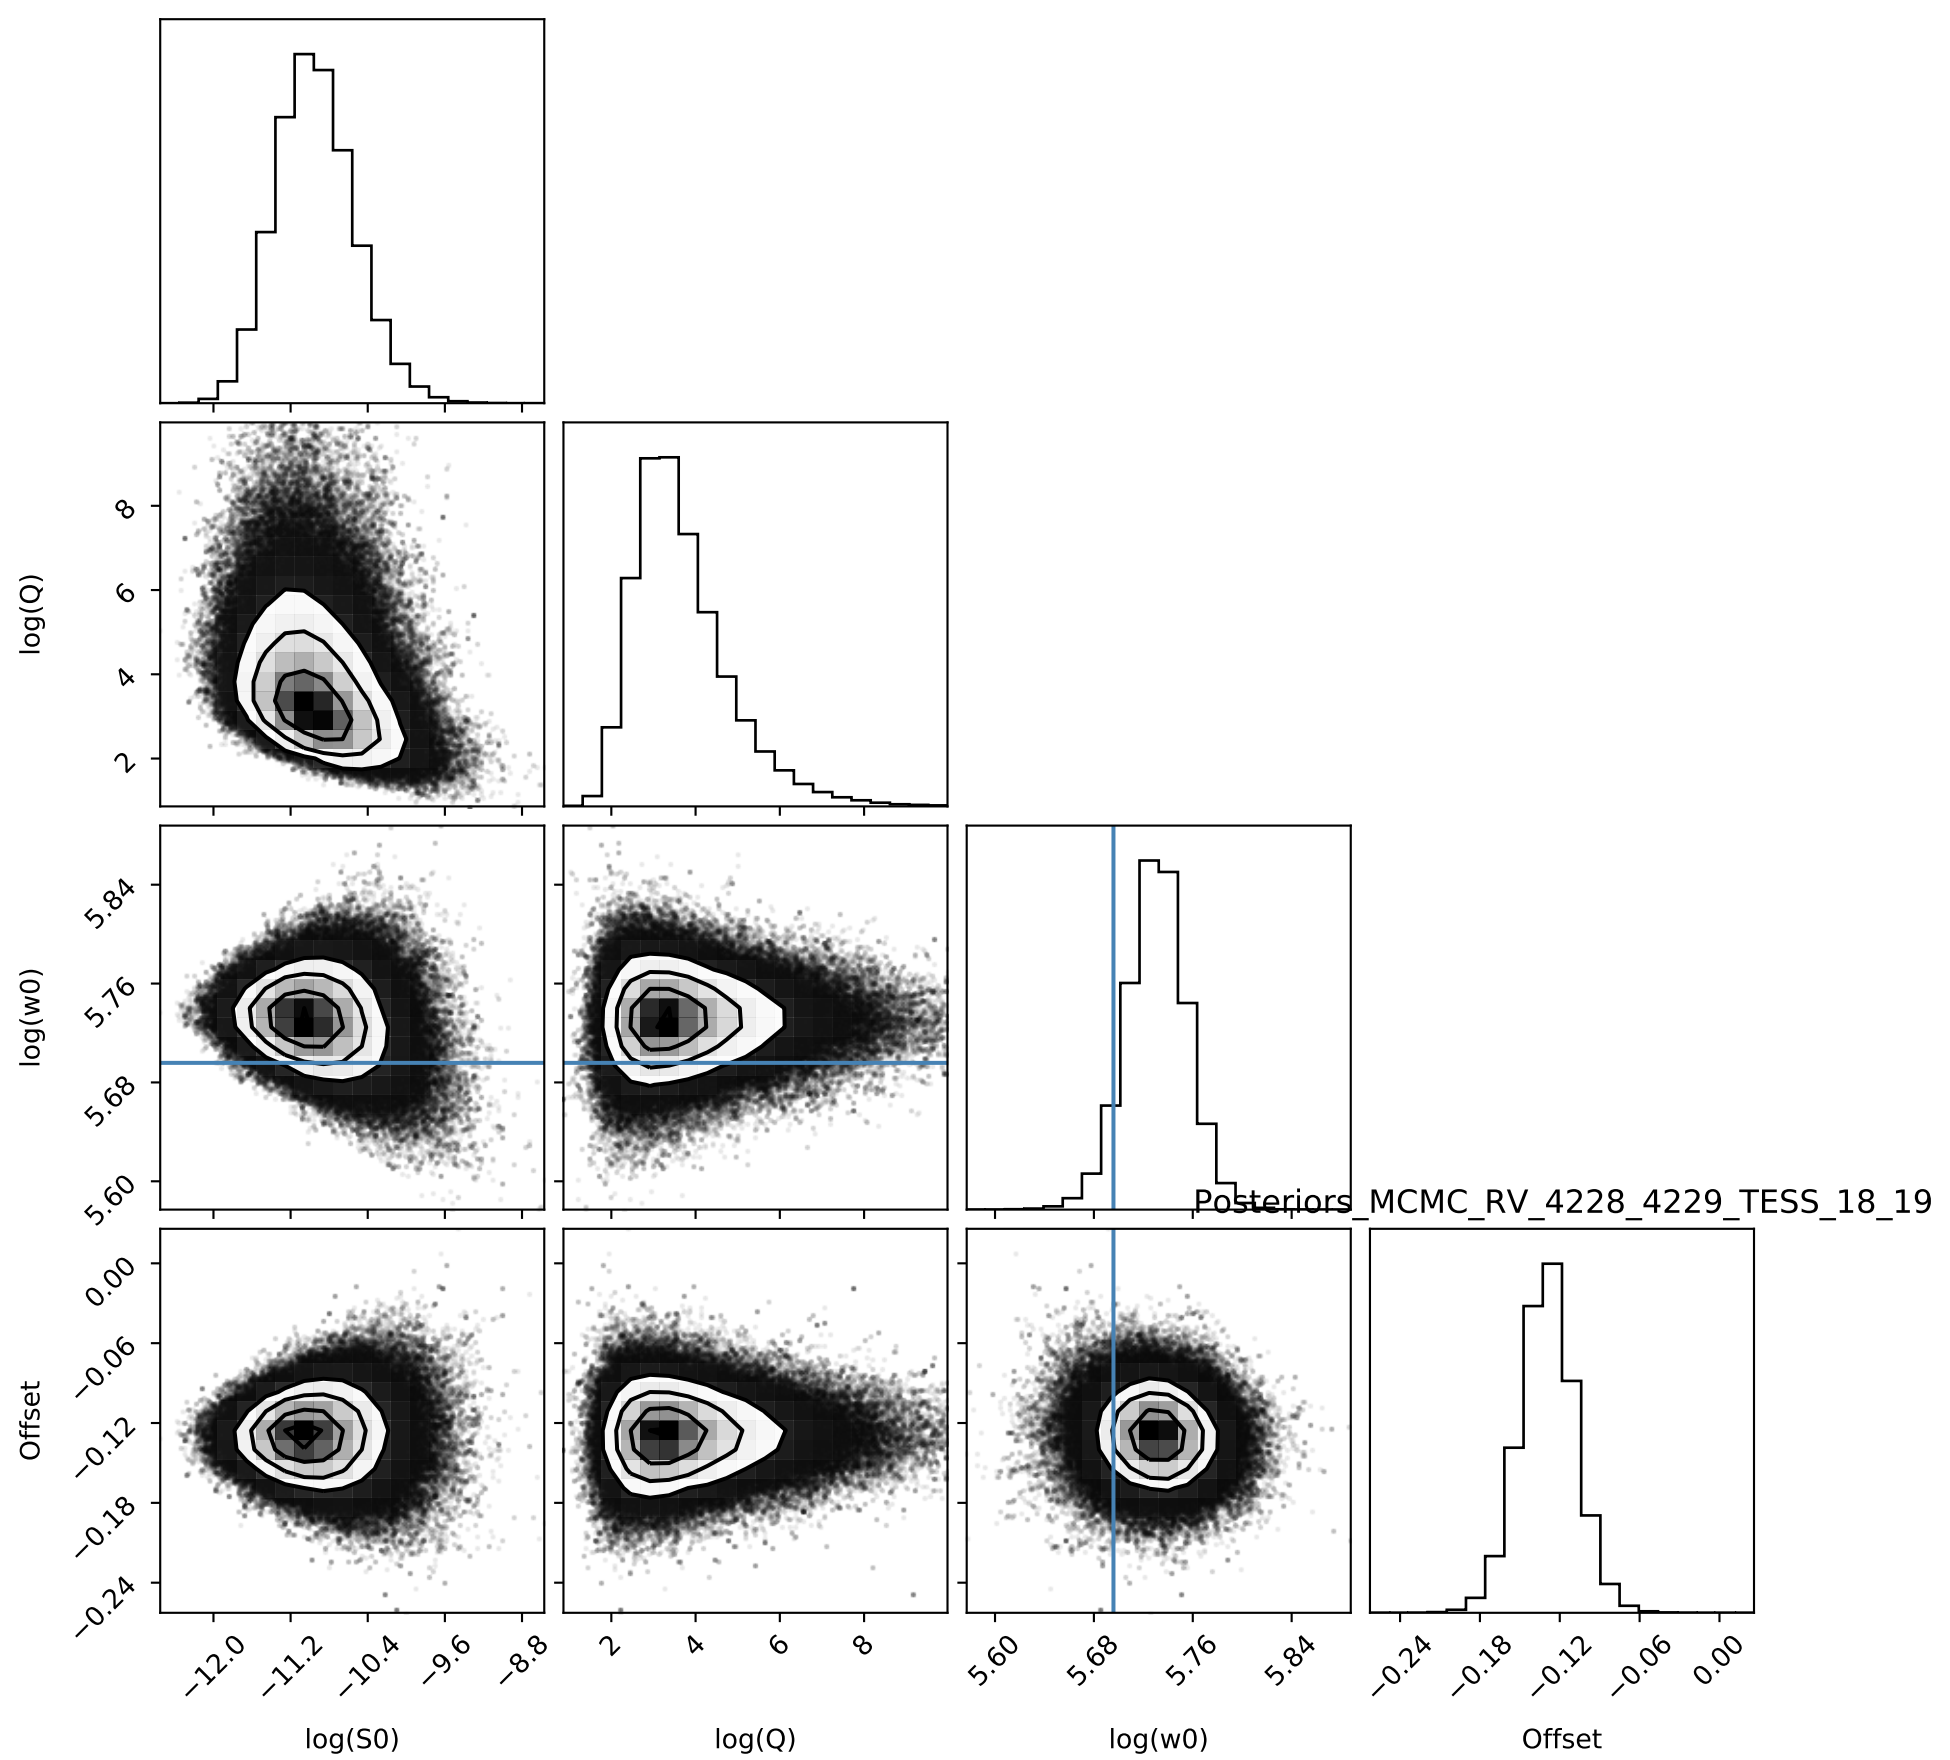 log(Q)
8
6
4
2
log(w0)
5.84
5.76
5.68
5.60
Posteriors_MCMC_RV_4228_4229_TESS_18_19
Offset
0.00
−0.06
−0.12
−0.18
−0.24
−12.0 −11.2 −10.4 −9.6 −8.8
2 4 6 8
5.60 5.68 5.76 5.84
−0.24 −0.18 −0.12 −0.06 0.00
log(S0) log(Q) log(w0) Offset